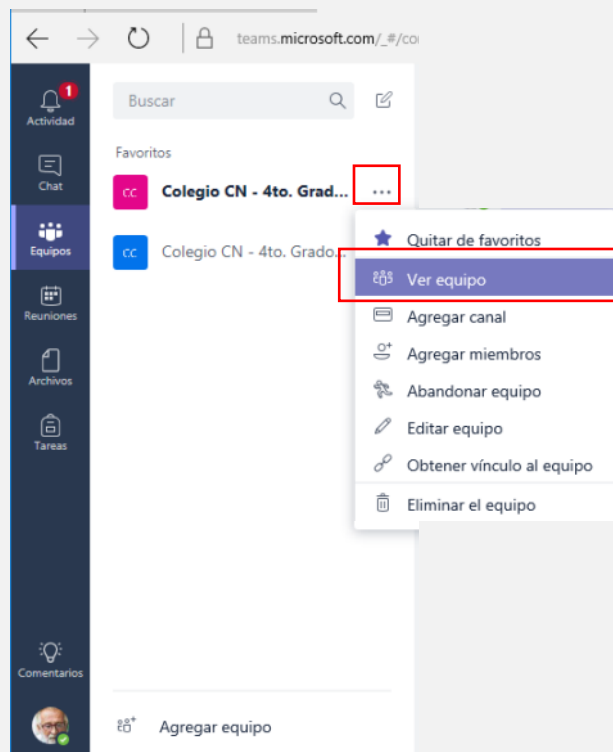 teams.microsoft.com/_#/co
1
Actividad
Chat
Equipos
Reuniones
Archivos
Tareas
Comentarios
Buscar
Favoritos
CC Colegio CN - 4to. Grad... ...
CC Colegio CN - 4to. Grado...
Quitar de favoritos
Ver equipo
Agregar canal
Agregar miembros
Abandonar equipo
Editar equipo
Obtener vínculo al equipo
Eliminar el equipo
Agregar equipo